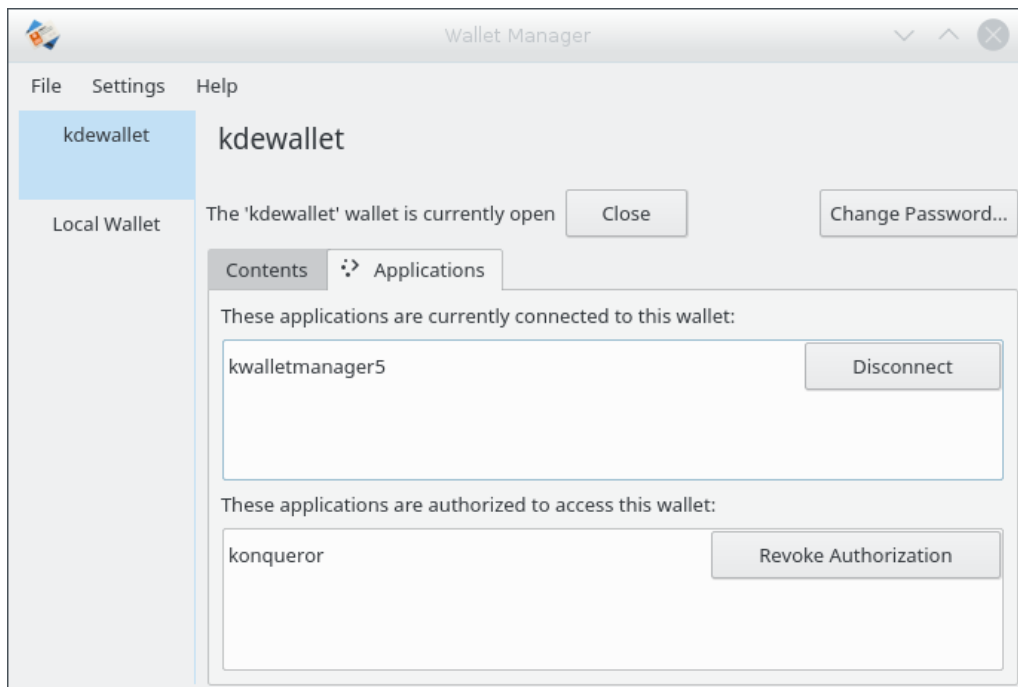 Wallet Manager
File Settings Help
kdewallet
Local Wallet
kdewallet
The 'kdewallet' wallet is currently open Close Change Password...
Contents Applications
These applications are currently connected to this wallet:
kwalletmanager5 Disconnect
These applications are authorized to access this wallet:
konqueror Revoke Authorization